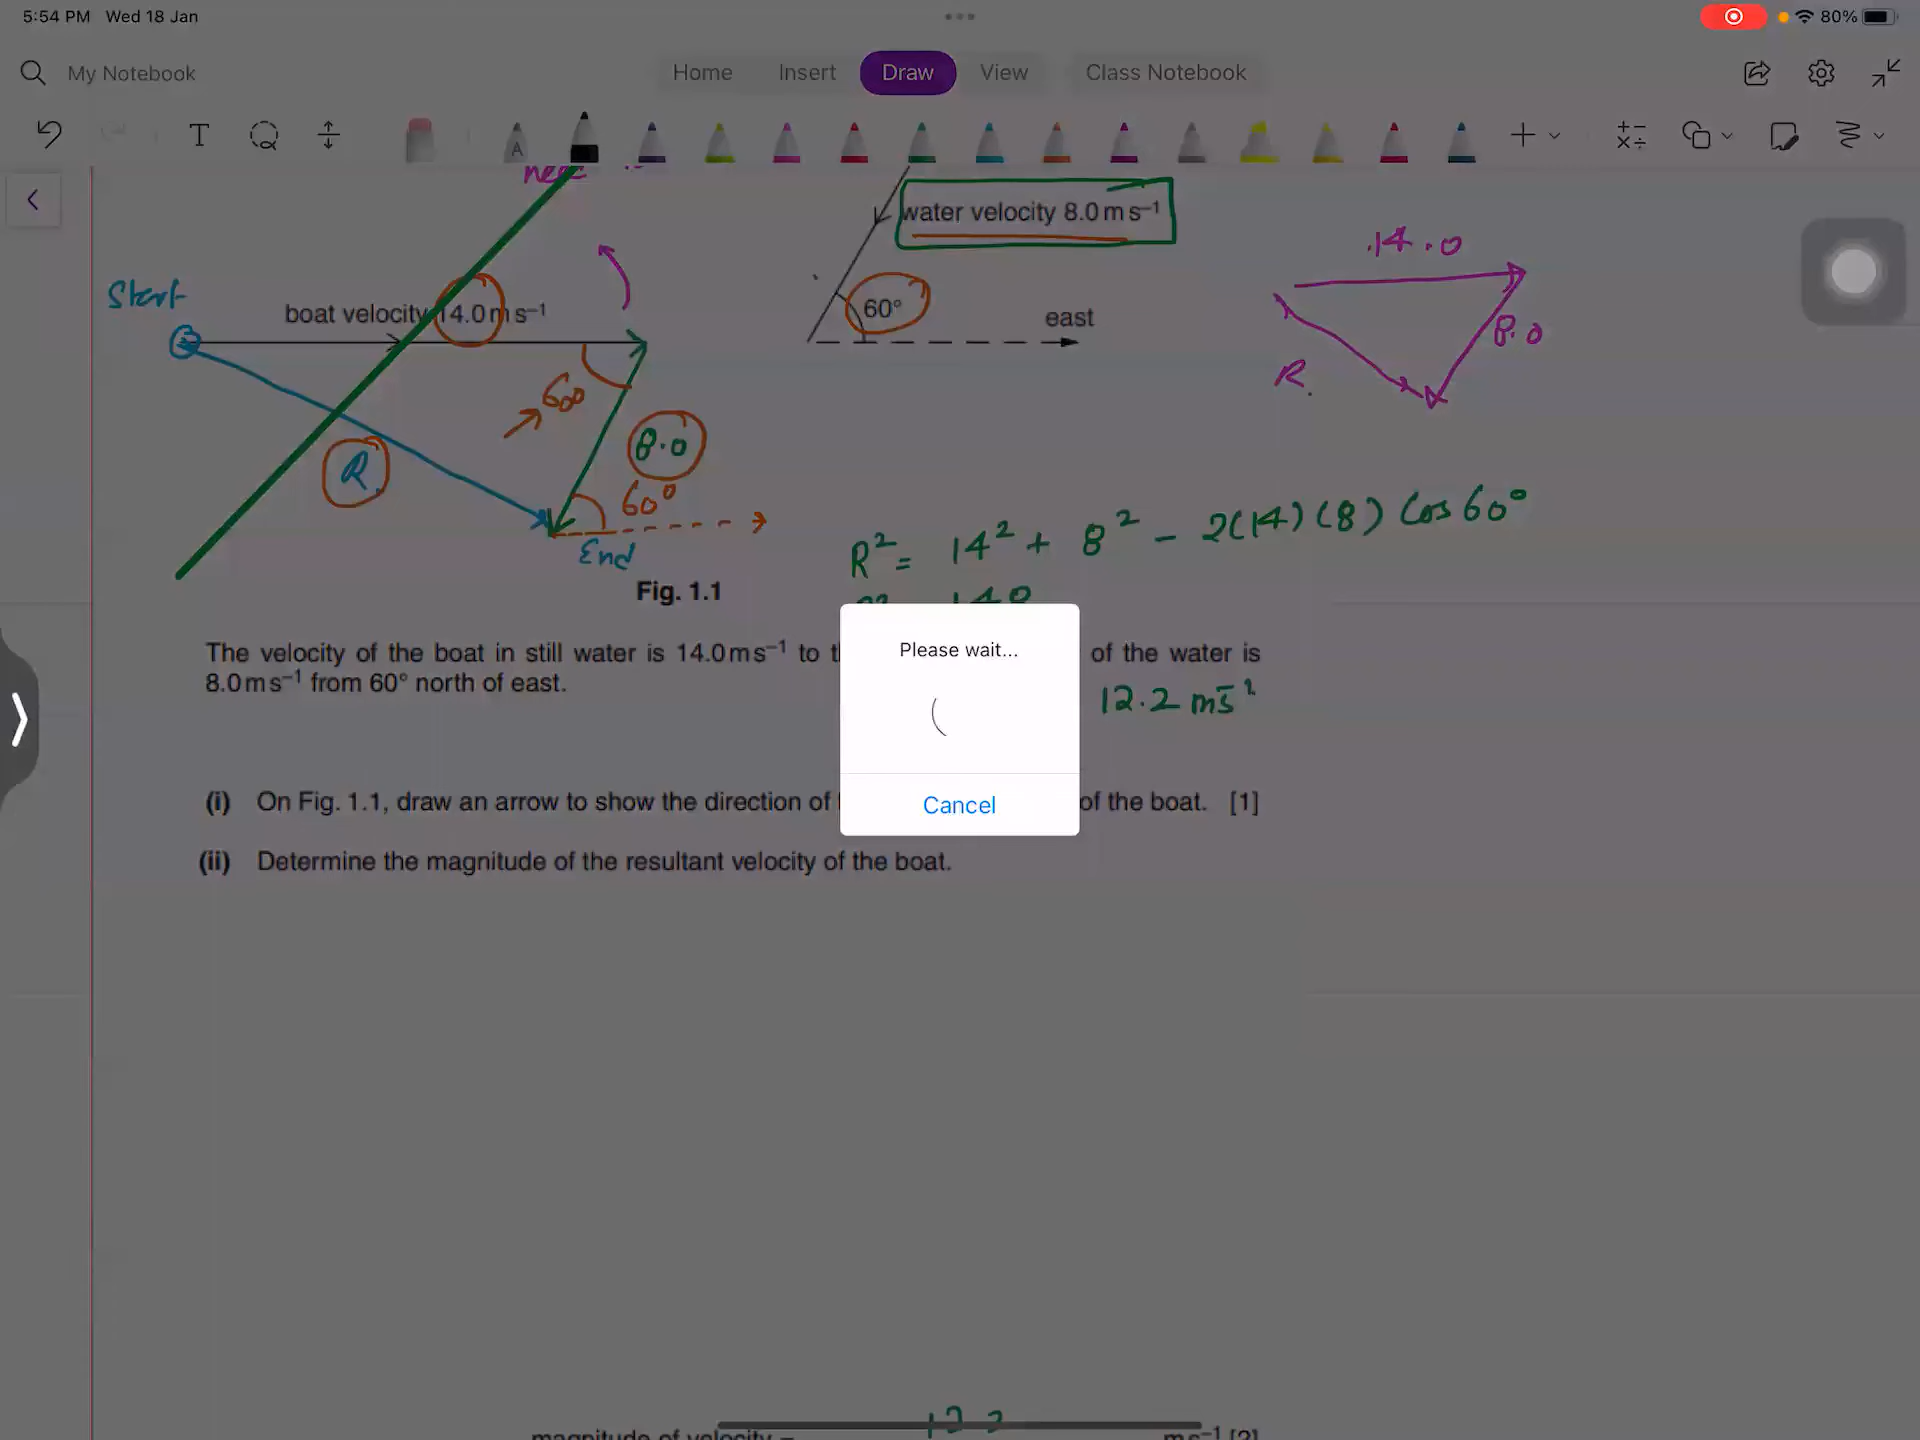 5:54 PM Wed 18 Jan
80%
My Notebook
Home Insert Draw View Class Notebook
T
A
water velocity 8.0 m s⁻¹
14.0
Start
boat velocity 14.0 m s⁻¹
60°
east
8.0
R
60°
8.0
R
60°
End
R² = 14² + 8² - 2(14)(8) Cos 60°
Fig. 1.1
Please wait...
The velocity of the boat in still water is 14.0 m s⁻¹ to
of the water is
8.0 m s⁻¹ from 60° north of east.
12.2 ms⁻¹
(i) On Fig. 1.1, draw an arrow to show the direction of
of the boat. [1]
Cancel
(ii) Determine the magnitude of the resultant velocity of the boat.
magnitude of velocity =
m s⁻¹ [2]